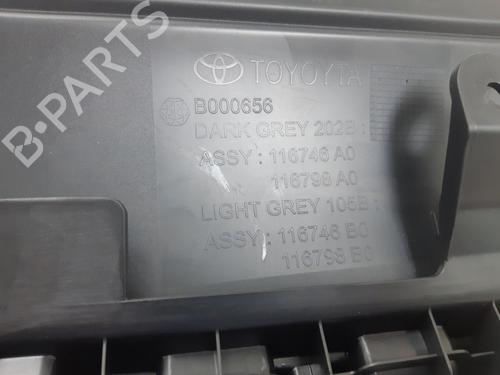 TOYOYTA
B000656
DARK GREY 202B :
ASSY : 116746 A0
116798 A0
LIGHT GREY 105B :
ASSY : 116746 B0
116798 B0
B-PARTS